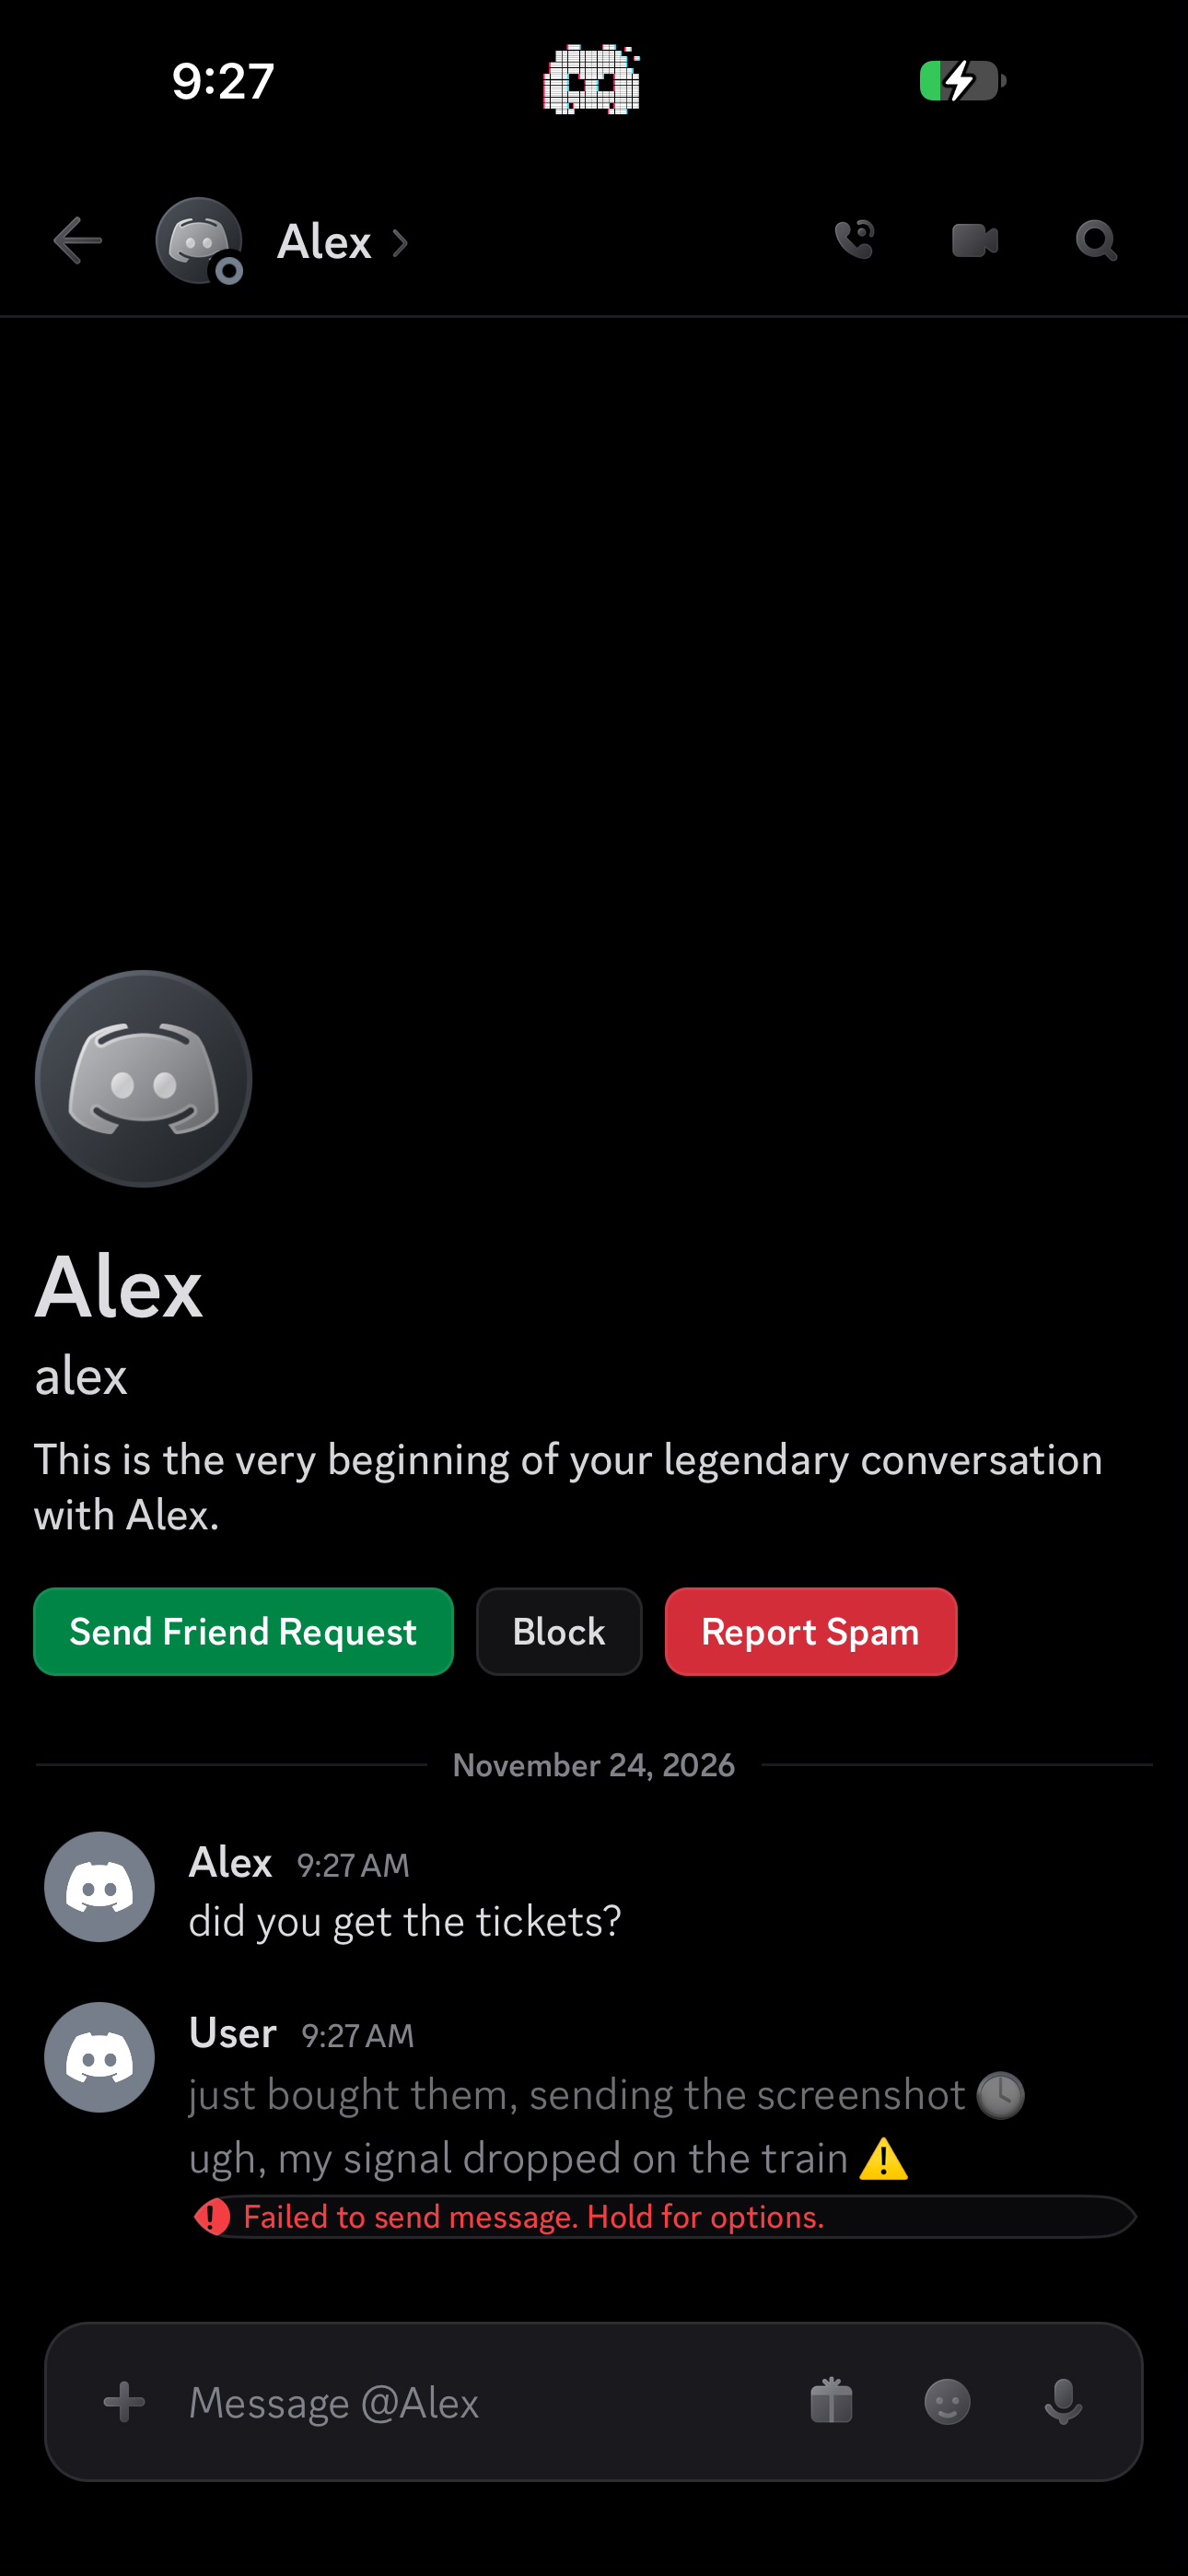 9:27
Alex
Alex
alex
This is the very beginning of your legendary conversation
with Alex.
Send Friend Request
Block
Report Spam
November 24, 2026
Alex 9:27 AM
did you get the tickets?
User 9:27 AM
just bought them, sending the screenshot 🕓
ugh, my signal dropped on the train ⚠️
Failed to send message. Hold for options.
Message @Alex